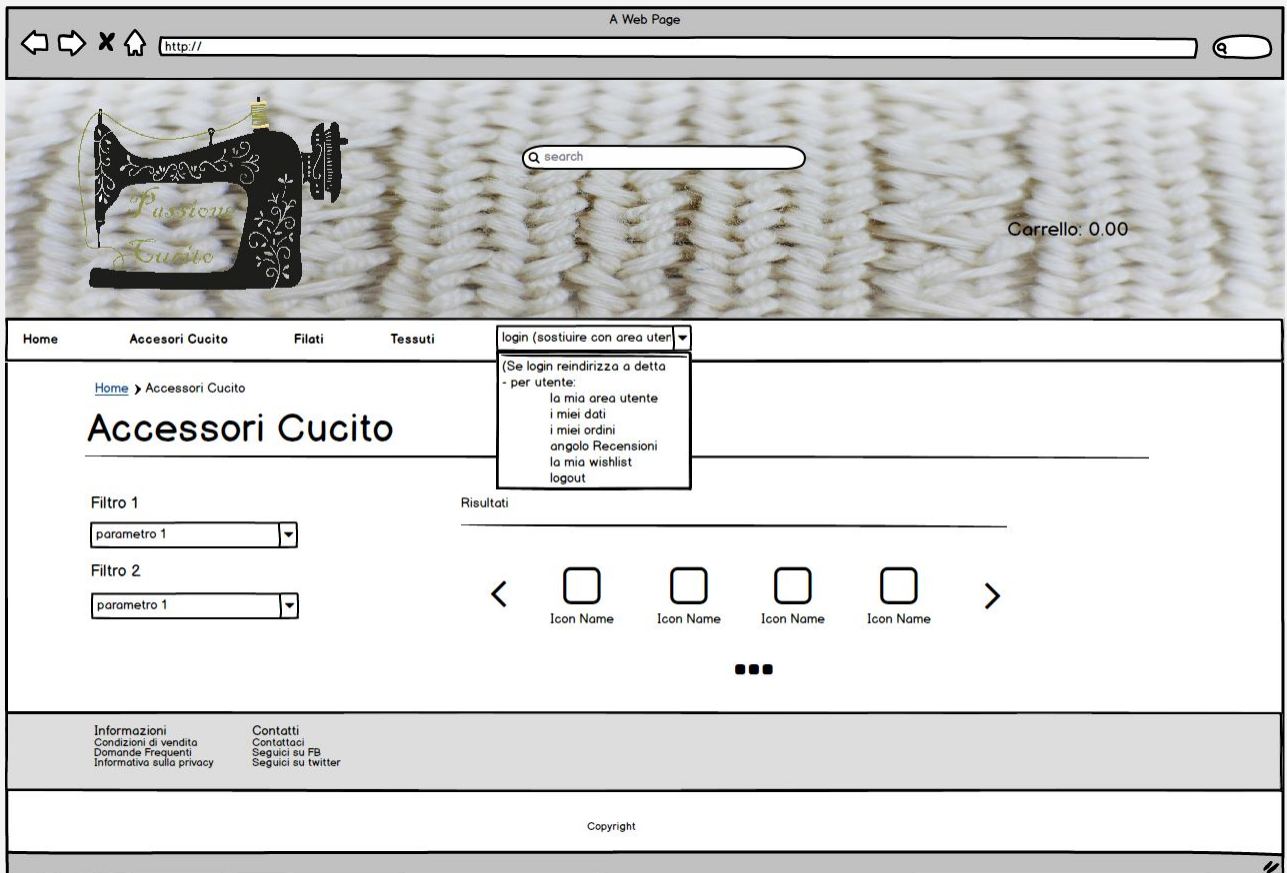 A Web Page
http://
search
Passione
Cucito
Carrello: 0.00
Home
Accesori Cucito
Filati
Tessuti
login (sostiuire con area uter
(Se login reindirizza a detta
- per utente:
la mia area utente
i miei dati
i miei ordini
angolo Recensioni
la mia wishlist
logout
Home > Accessori Cucito
Accessori Cucito
Filtro 1
parametro 1
Filtro 2
parametro 1
Risultati
Icon Name
Icon Name
Icon Name
Icon Name
Informazioni
Condizioni di vendita
Domande Frequenti
Informativa sulla privacy
Contatti
Contattaci
Seguici su FB
Seguici su twitter
Copyright